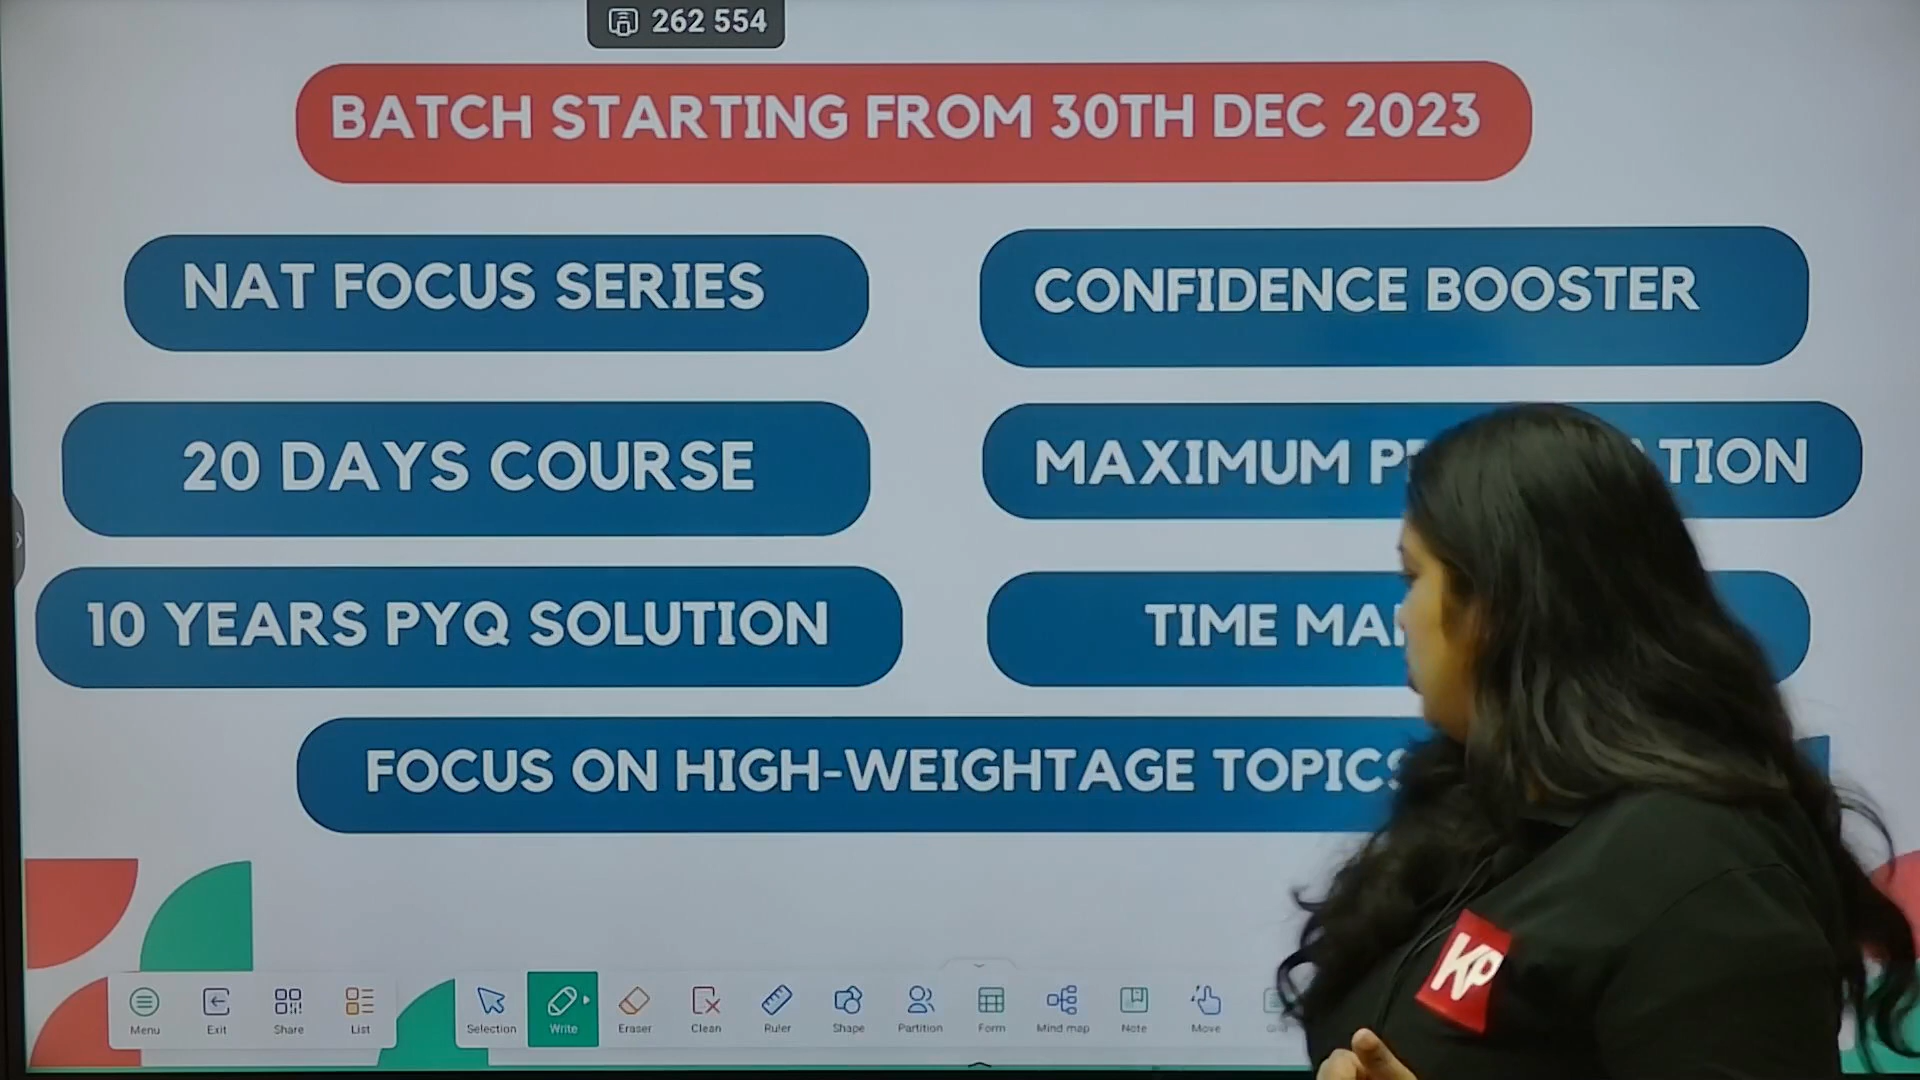 262 554
BATCH STARTING FROM 30TH DEC 2023
NAT FOCUS SERIES
CONFIDENCE BOOSTER
20 DAYS COURSE
MAXIMUM
10 YEARS PYQ SOLUTION
TIME
FOCUS ON HIGH-WEIGHTAGE TOPICS
Menu Exit Share List Selection Write Eraser Clean Ruler Shape Partition Form Mind map Note Move
KP